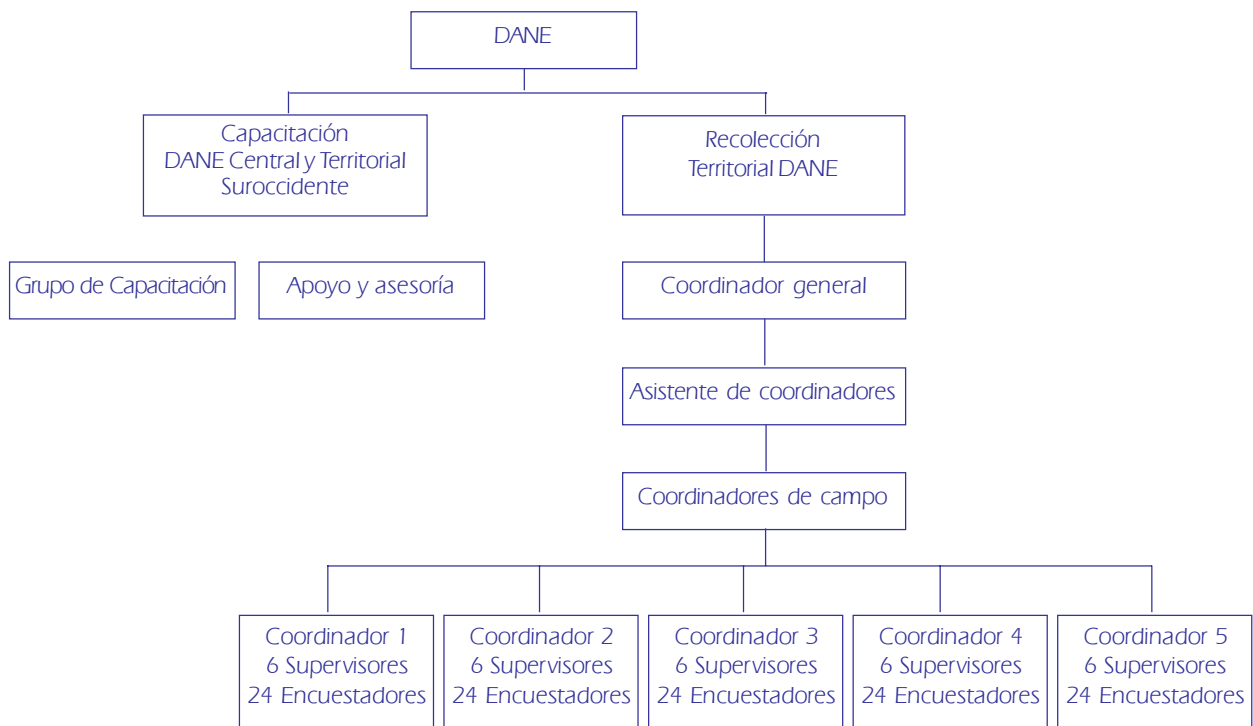 DANE
Capacitación
DANE Central y Territorial
Suroccidente
Recolección
Territorial DANE
Grupo de Capacitación
Apoyo y asesoría
Coordinador general
Asistente de coordinadores
Coordinadores de campo
Coordinador 1
6 Supervisores
24 Encuestadores
Coordinador 2
6 Supervisores
24 Encuestadores
Coordinador 3
6 Supervisores
24 Encuestadores
Coordinador 4
6 Supervisores
24 Encuestadores
Coordinador 5
6 Supervisores
24 Encuestadores